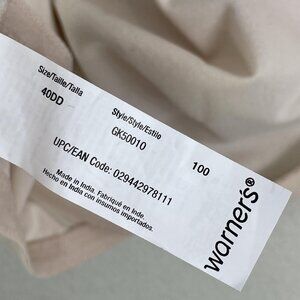 Size/Taille/Talla
40DD
Style/Style/Estilo
GK50010
100
UPC/EAN Code: 029442978111
Made in India. Fabriqué en Inde.
Hecho en India con insumos importados.
warner's®